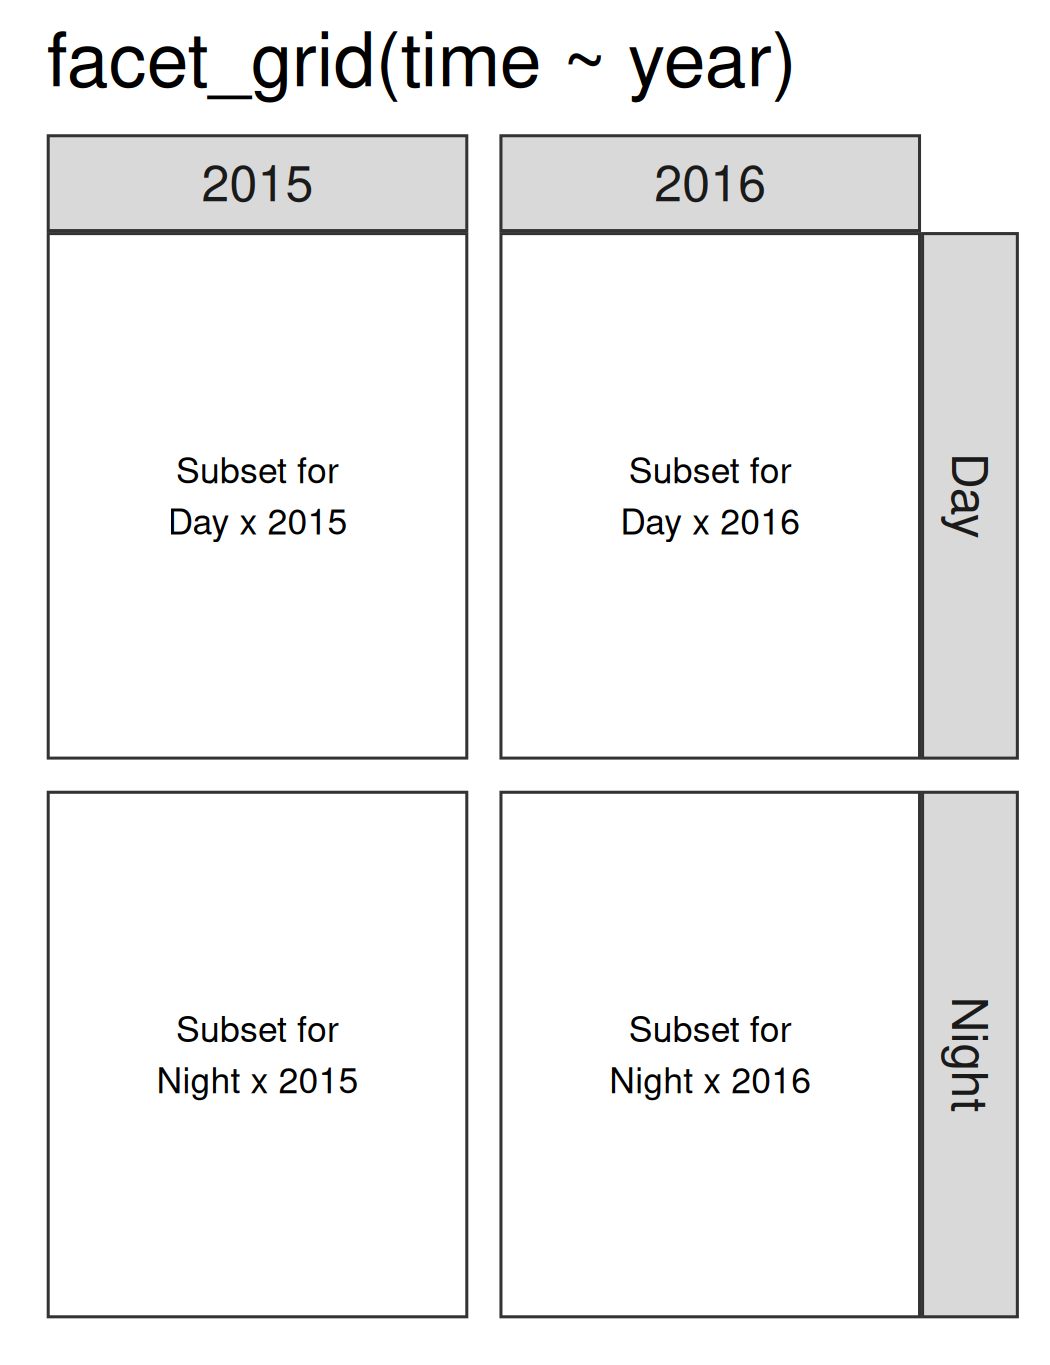 facet_grid(time ~ year)
2015
2016
Subset for
Day x 2015
Subset for
Day x 2016
Day
Subset for
Night x 2015
Subset for
Night x 2016
Night